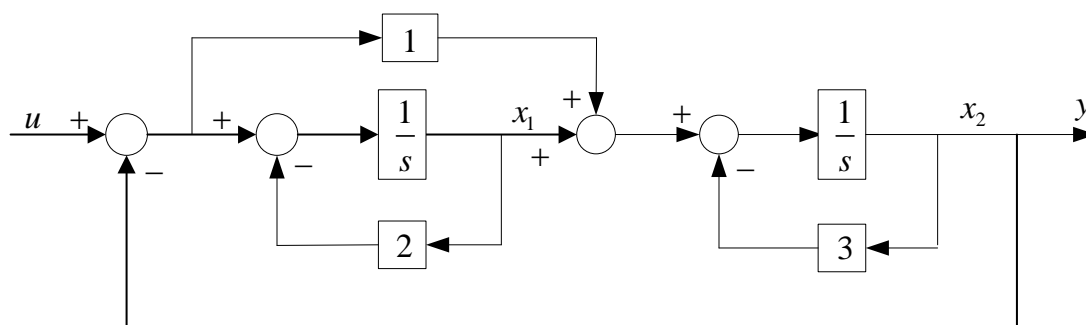 1
u + + 1/s x₁ + + 1/s x₂ y
− − + −
2 3